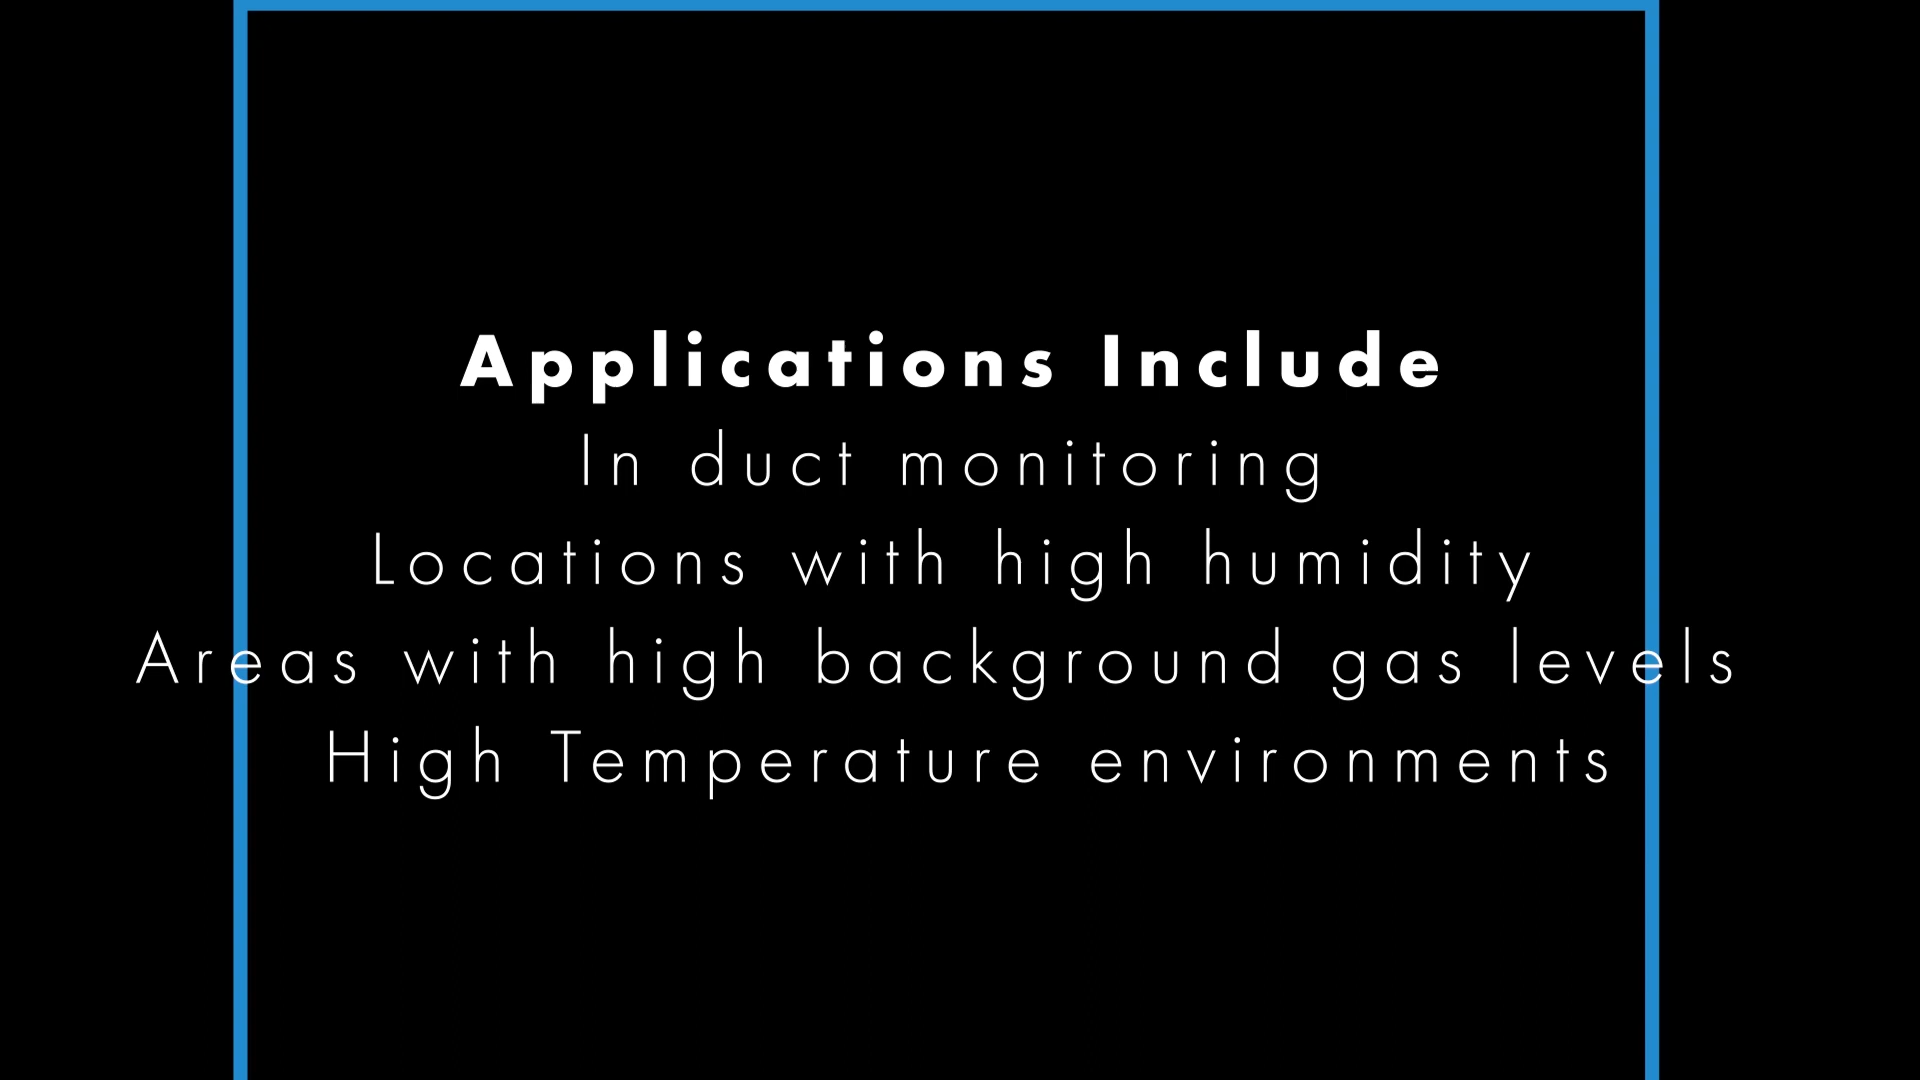 Applications Include
In duct monitoring
Locations with high humidity
Areas with high background gas levels
High Temperature environments